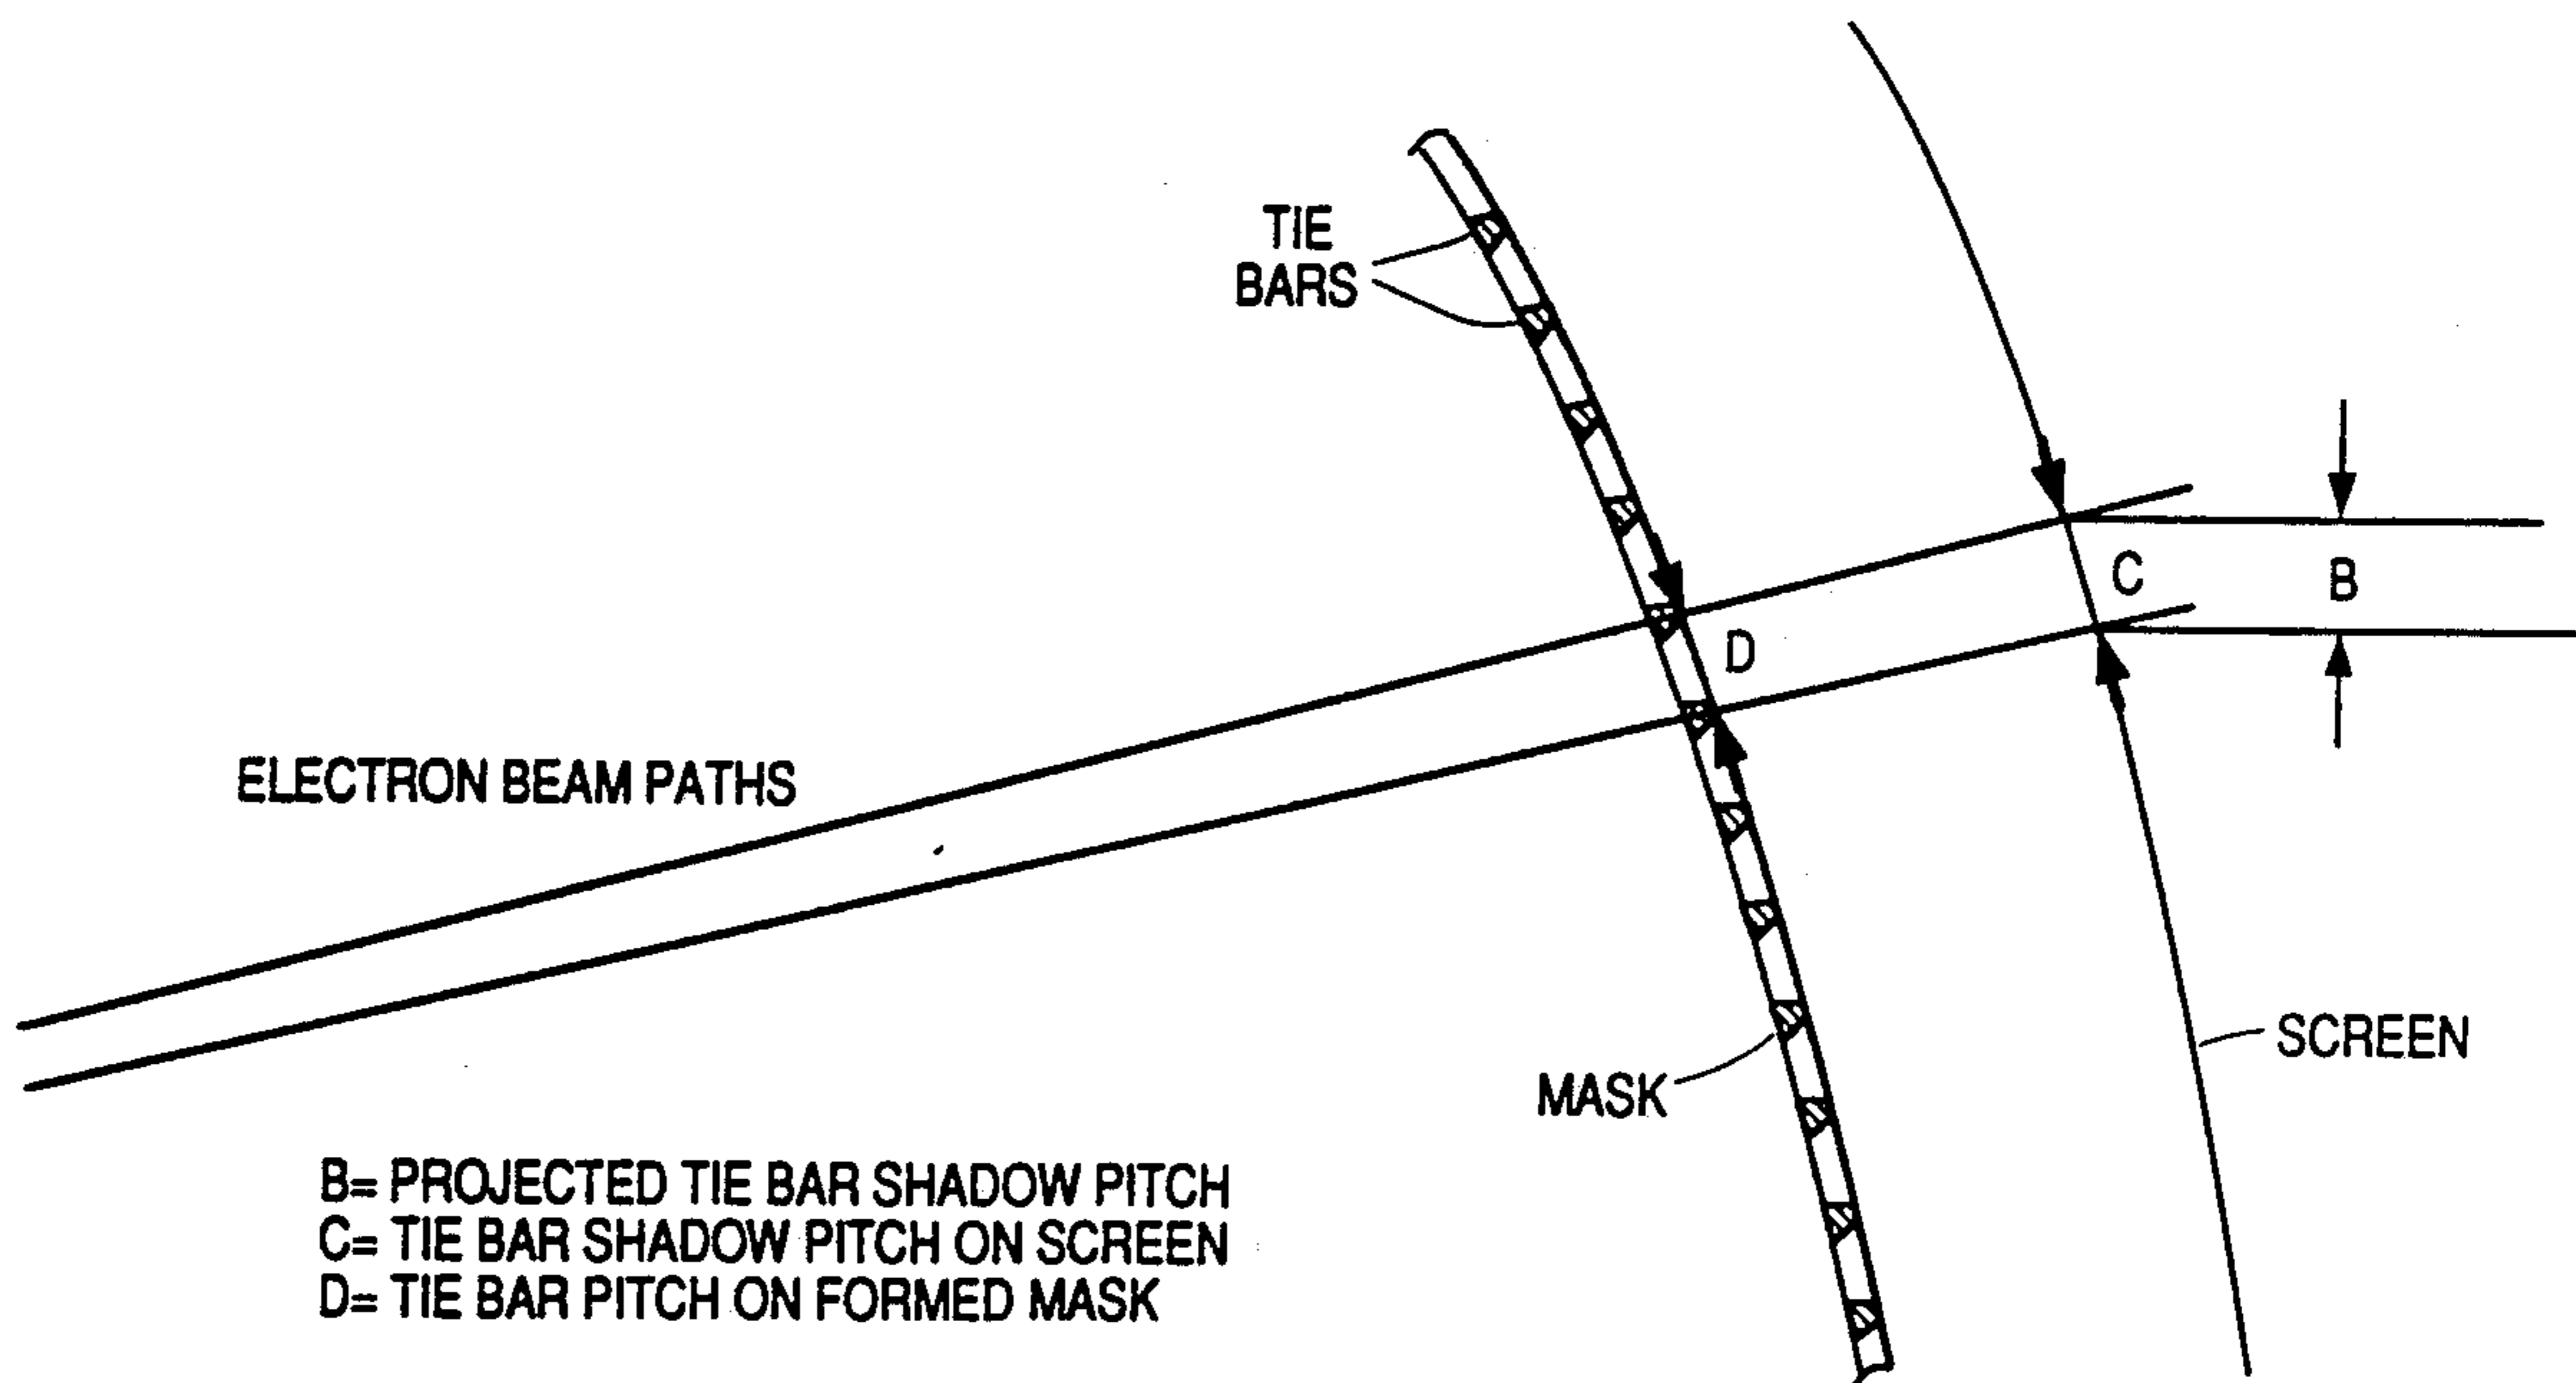 TIE
BARS
C
B
D
ELECTRON BEAM PATHS
SCREEN
MASK
B= PROJECTED TIE BAR SHADOW PITCH
C= TIE BAR SHADOW PITCH ON SCREEN
D= TIE BAR PITCH ON FORMED MASK